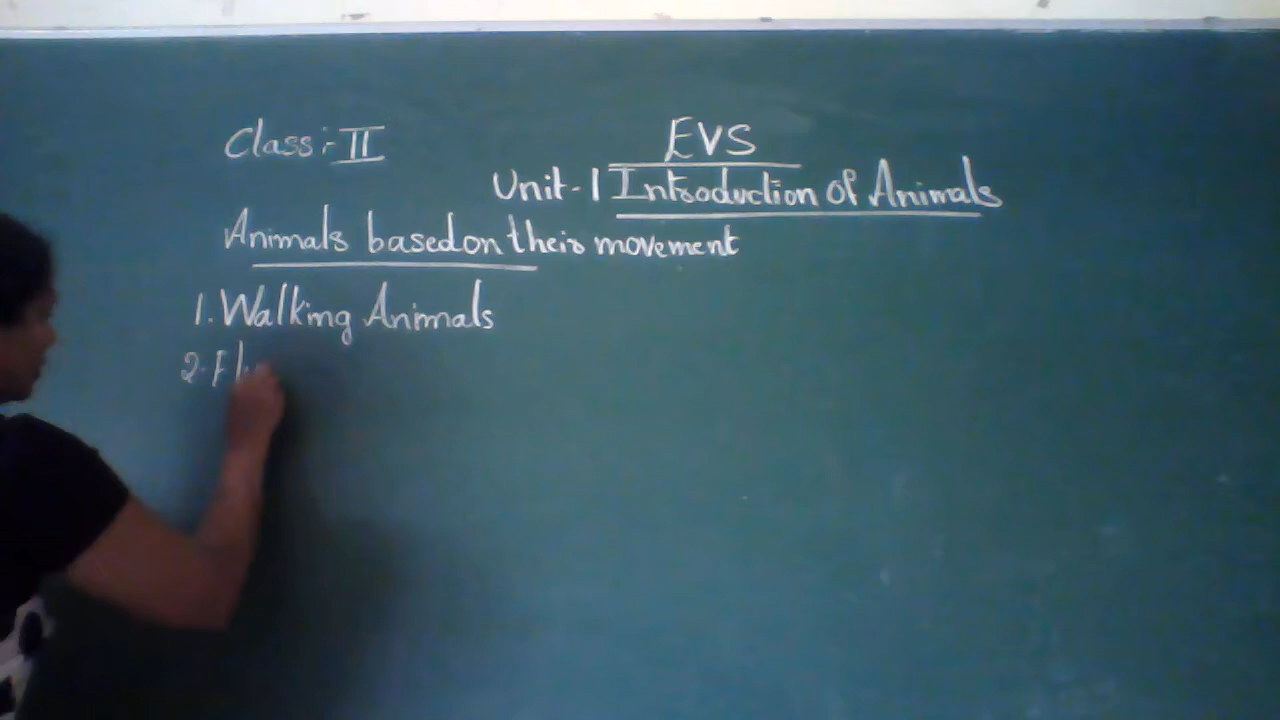 Class:- II
EVS
Unit-1 Introduction Of Animals
Animals based on their movement
1. Walking Animals
2. Fl